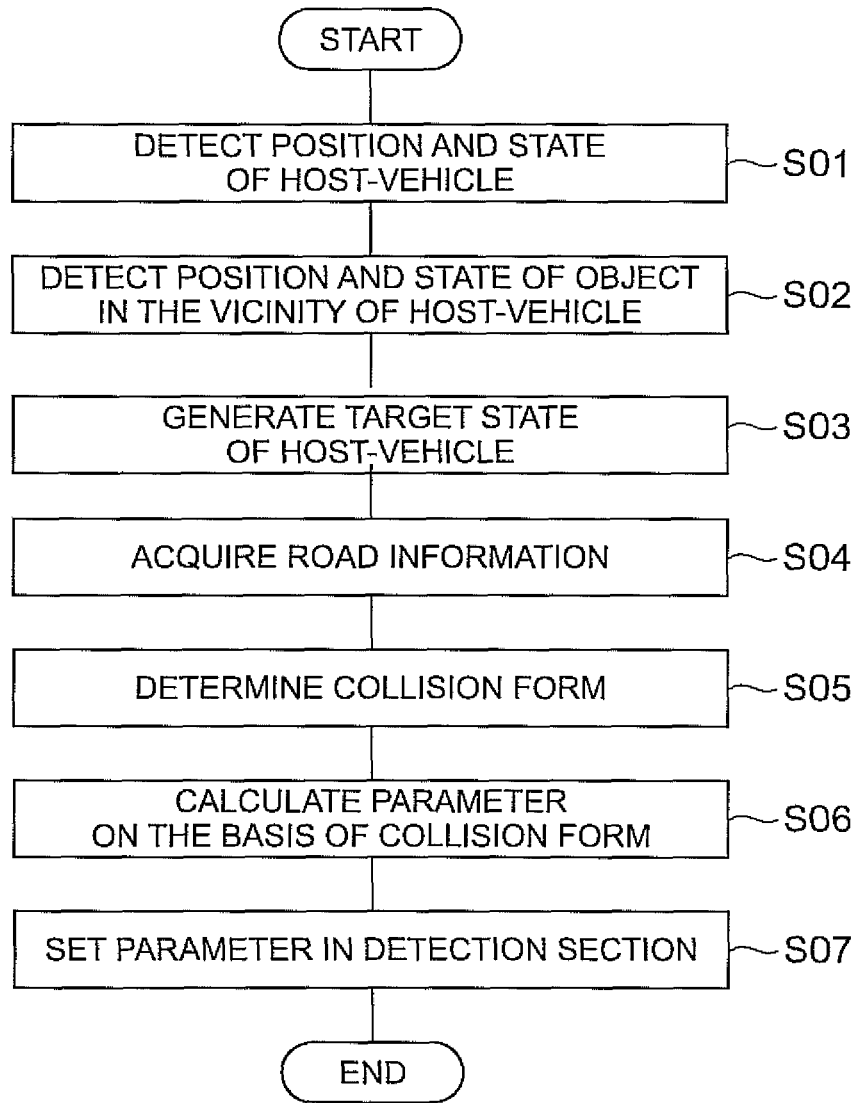 START
DETECT POSITION AND STATE
OF HOST-VEHICLE
S01
DETECT POSITION AND STATE OF OBJECT
IN THE VICINITY OF HOST-VEHICLE
S02
GENERATE TARGET STATE
OF HOST-VEHICLE
S03
ACQUIRE ROAD INFORMATION
S04
DETERMINE COLLISION FORM
S05
CALCULATE PARAMETER
ON THE BASIS OF COLLISION FORM
S06
SET PARAMETER IN DETECTION SECTION
S07
END